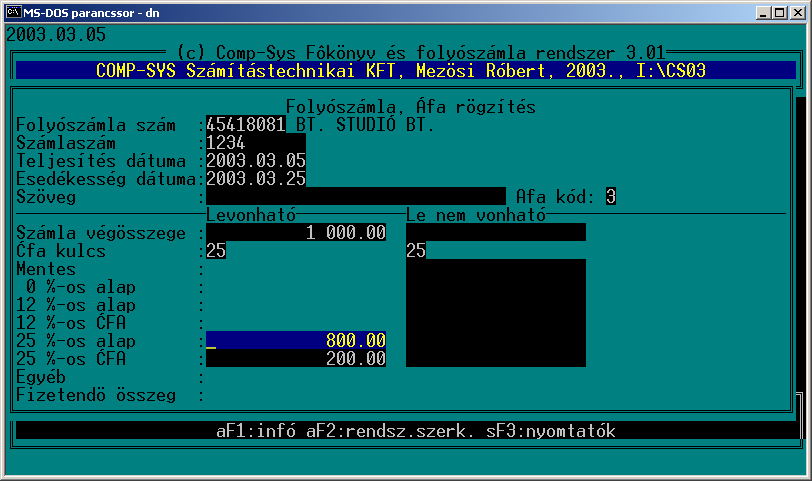 MS-DOS parancssor - dn
2003.03.05
(c) Comp-Sys Fôkönyv és folyószámla rendszer 3.01
COMP-SYS Számítástechnikai KFT, Mezösi Róbert, 2003., I:\CS03
Folyószámla, Áfa rögzítés
Folyószámla szám :45418081 BT. STUDIÓ BT.
Számlaszám :1234
Teljesítés dátuma :2003.03.05
Esedékesség dátuma:2003.03.25
Szöveg : Afa kód: 3
Levonható Le nem vonható
Számla végösszege : 1 000.00
Ćfa kulcs :25 25
Mentes :
0 %-os alap :
12 %-os alap :
12 %-os ĆFA :
25 %-os alap :_ 800.00
25 %-os ĆFA : 200.00
Egyéb :
Fizetendö összeg :
aF1:infó aF2:rendsz.szerk. sF3:nyomtatók